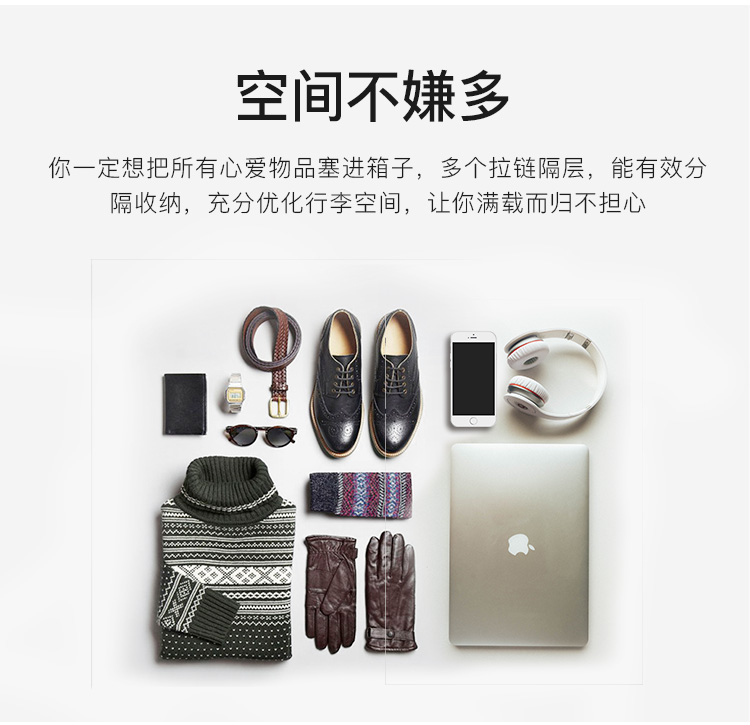 空间不嫌多
你一定想把所有心爱物品塞进箱子，多个拉链隔层，能有效分
隔收纳，充分优化行李空间，让你满载而归不担心